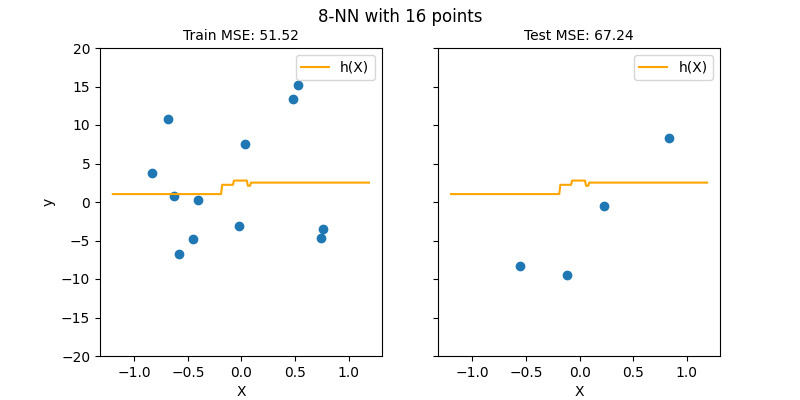 8-NN with 16 points
Train MSE: 51.52
Test MSE: 67.24
h(X)
h(X)
20
15
10
5
0
−5
−10
−15
−20
y
−1.0 −0.5 0.0 0.5 1.0
−1.0 −0.5 0.0 0.5 1.0
X
X